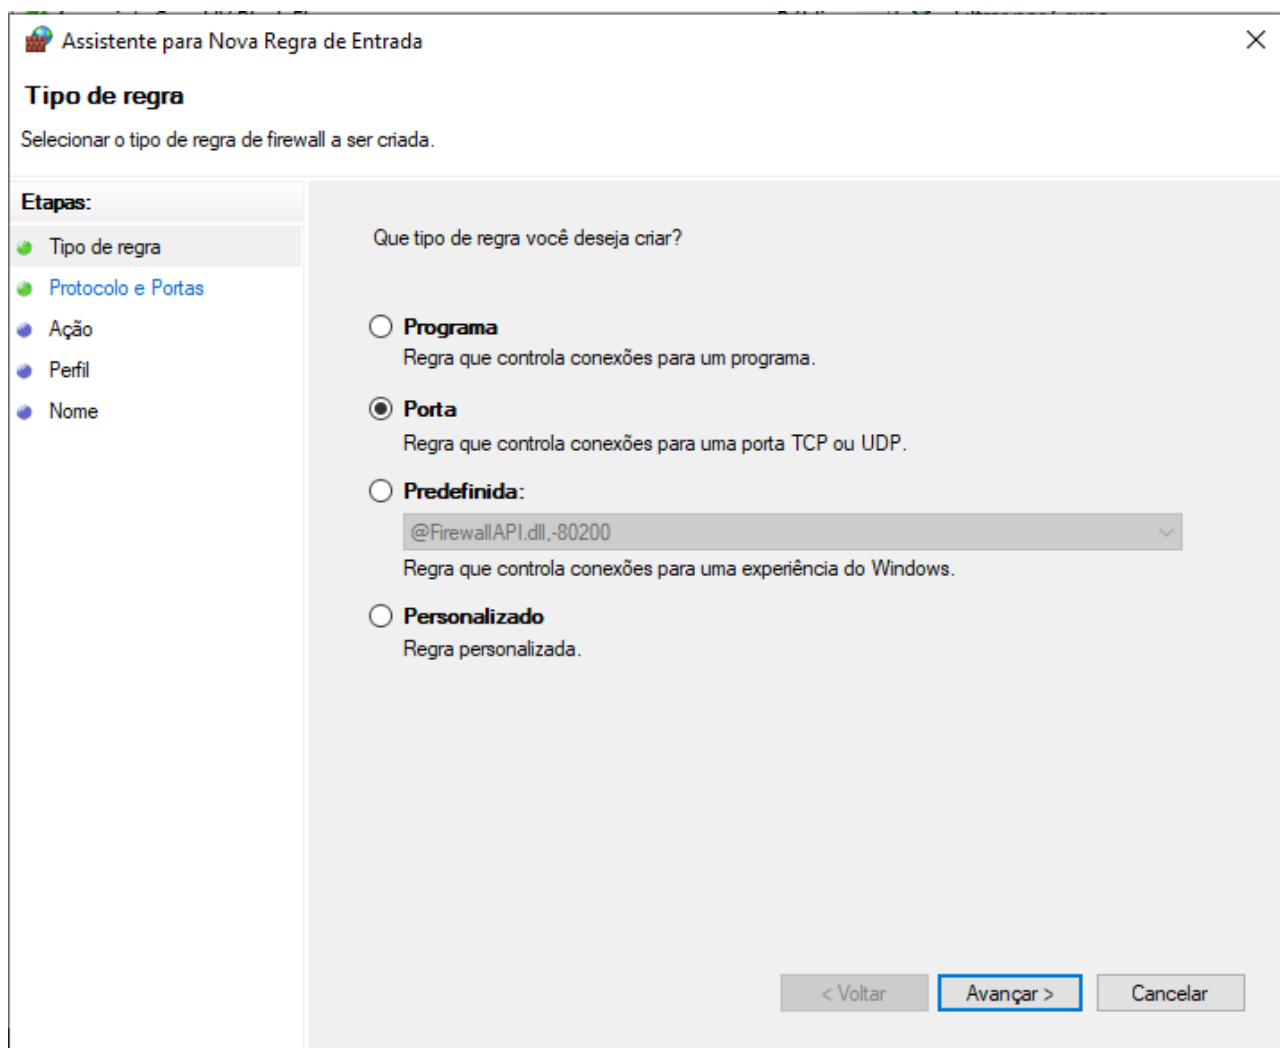 Assistente para Nova Regra de Entrada
Tipo de regra
Selecionar o tipo de regra de firewall a ser criada.
Etapas:
Tipo de regra
Protocolo e Portas
Ação
Perfil
Nome
Que tipo de regra você deseja criar?
Programa
Regra que controla conexões para um programa.
Porta
Regra que controla conexões para uma porta TCP ou UDP.
Predefinida:
@FirewallAPI.dll,-80200
Regra que controla conexões para uma experiência do Windows.
Personalizado
Regra personalizada.
< Voltar
Avançar >
Cancelar